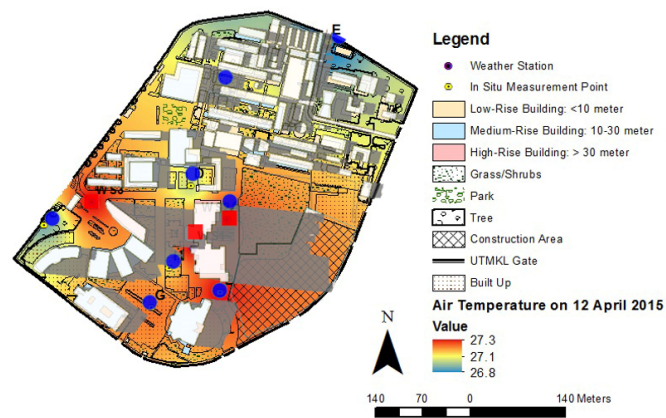 E
W
G
Legend
Weather Station
In Situ Measurement Point
Low-Rise Building: <10 meter
Medium-Rise Building: 10-30 meter
High-Rise Building: > 30 meter
Grass/Shrubs
Park
Tree
Construction Area
UTMKL Gate
Built Up
Air Temperature on 12 April 2015
Value
27.3
27.1
26.8
N
140 70 0 140 Meters